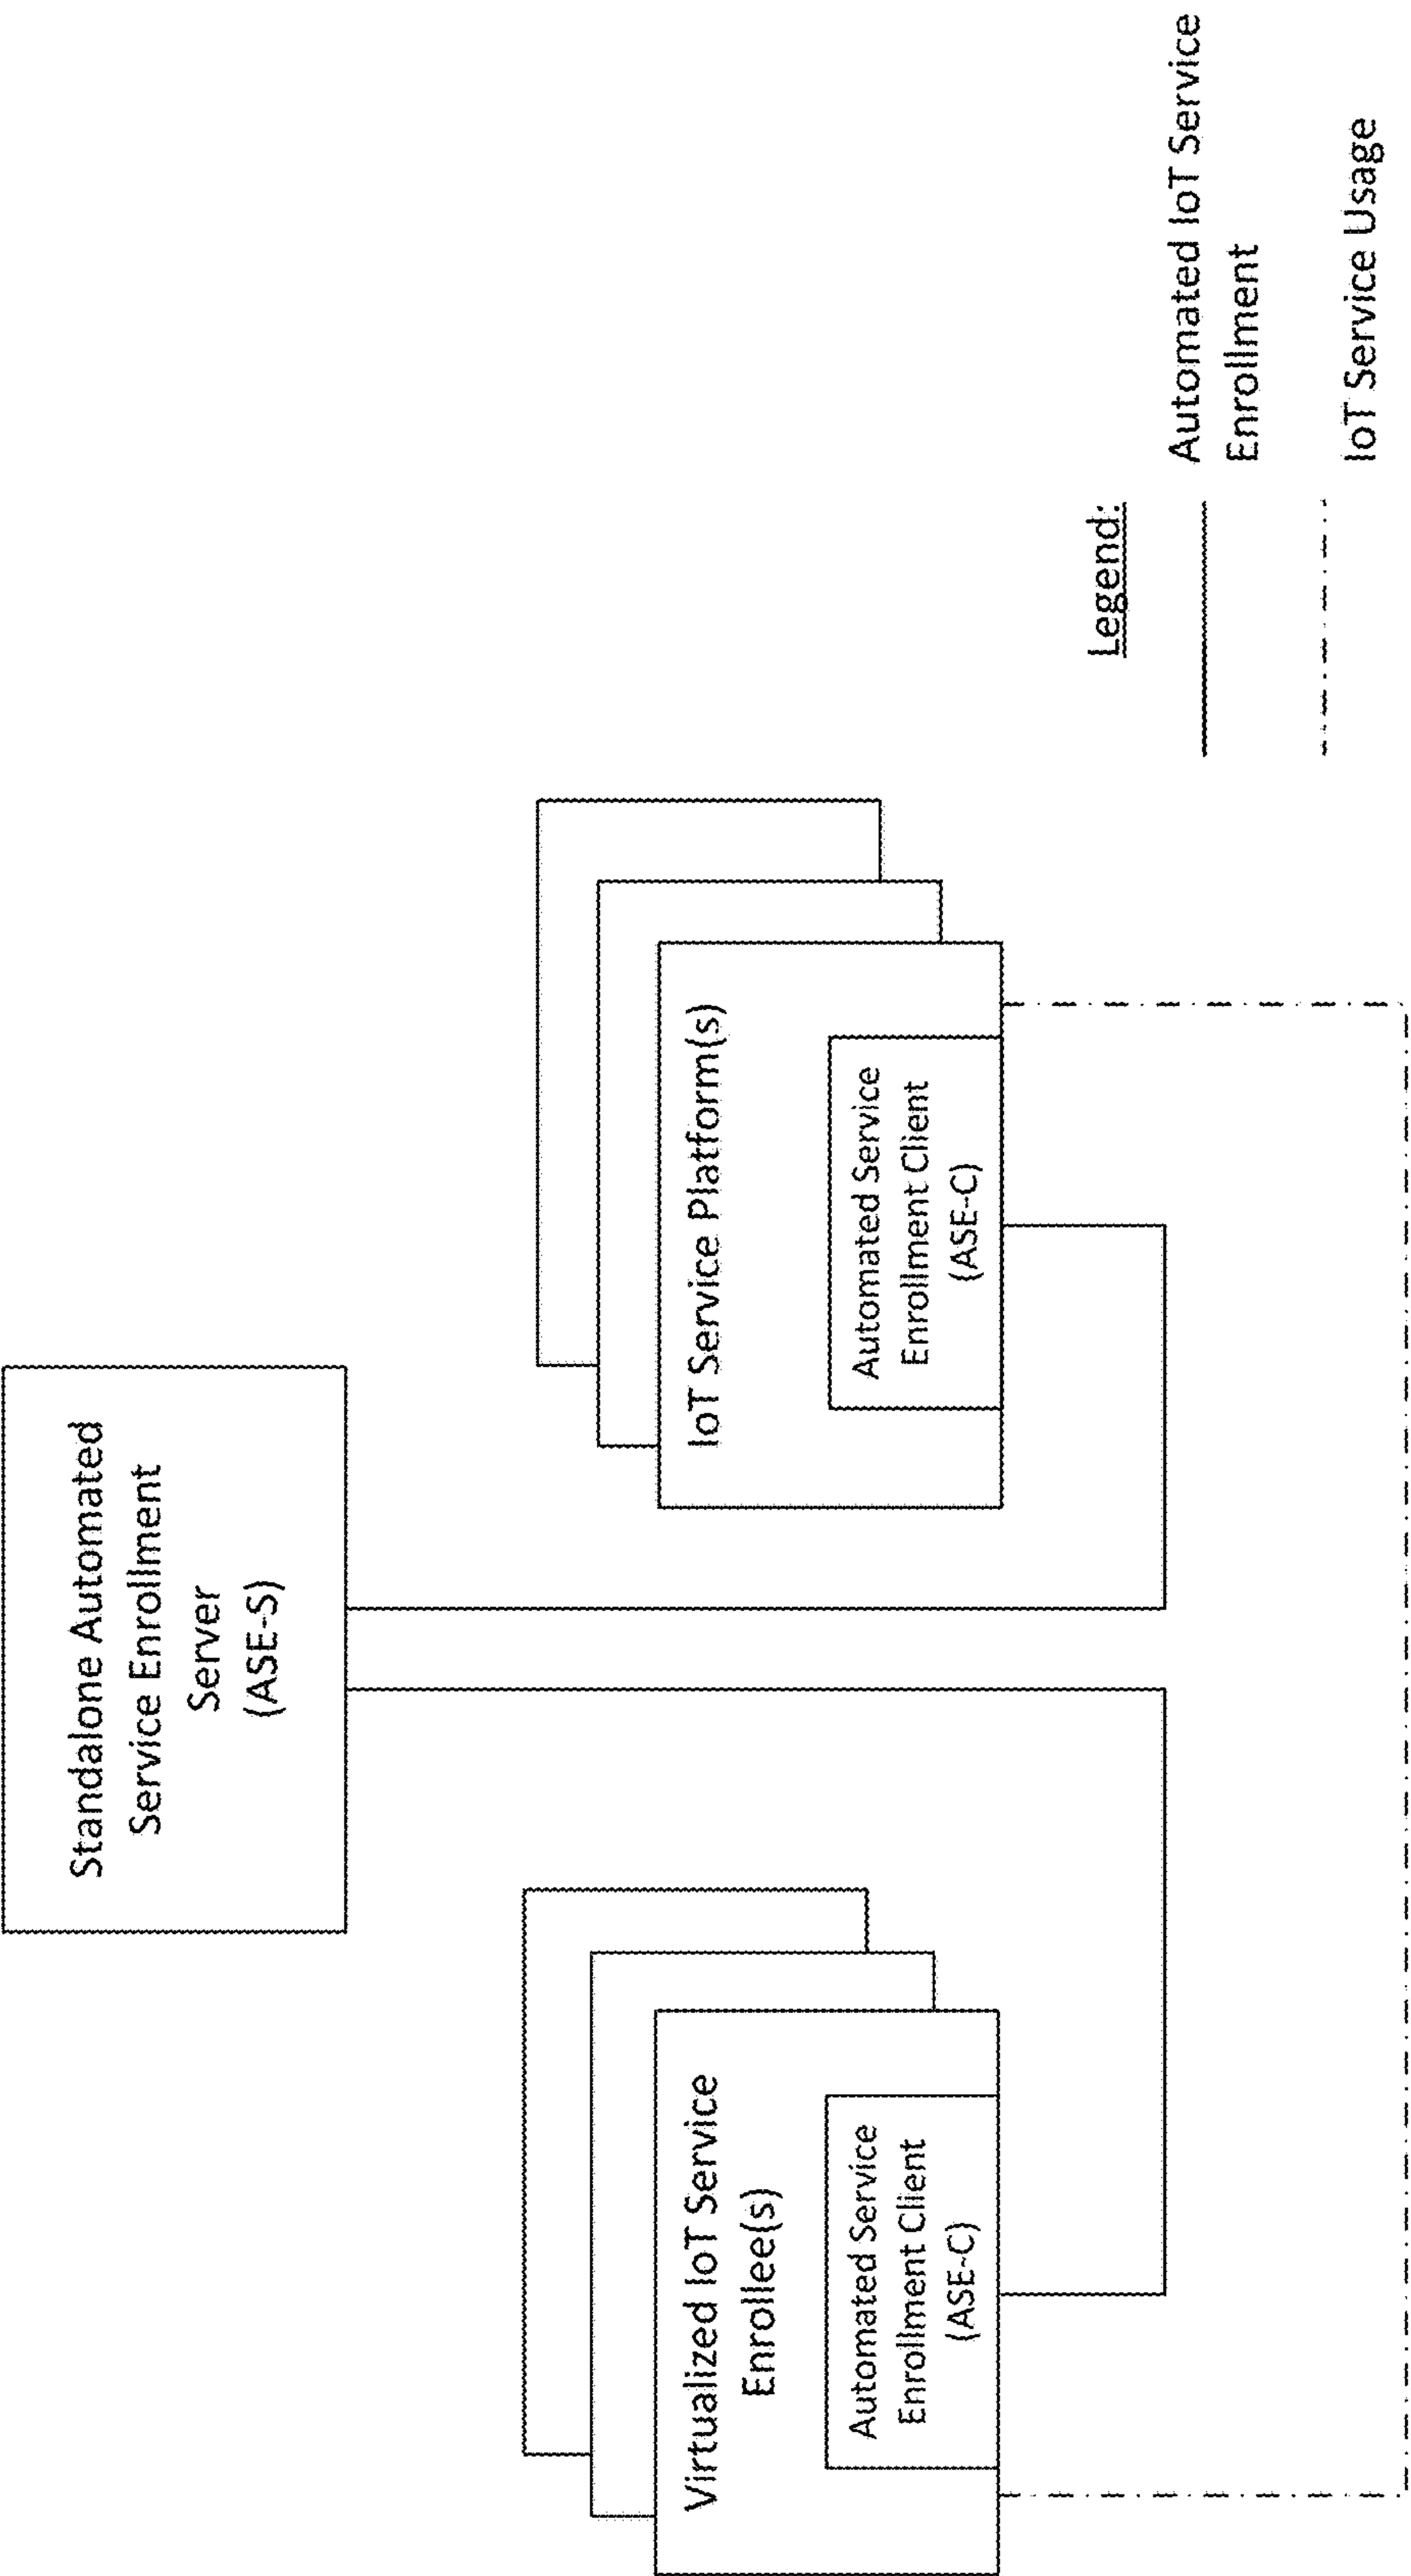 Standalone Automated
Service Enrollment
Server
(ASE-S)
Virtualized IoT Service
Enrollee(s)
Automated Service
Enrollment Client
(ASE-C)
IoT Service Platform(s)
Automated Service
Enrollment Client
(ASE-C)
Legend:
Automated IoT Service
Enrollment
IoT Service Usage